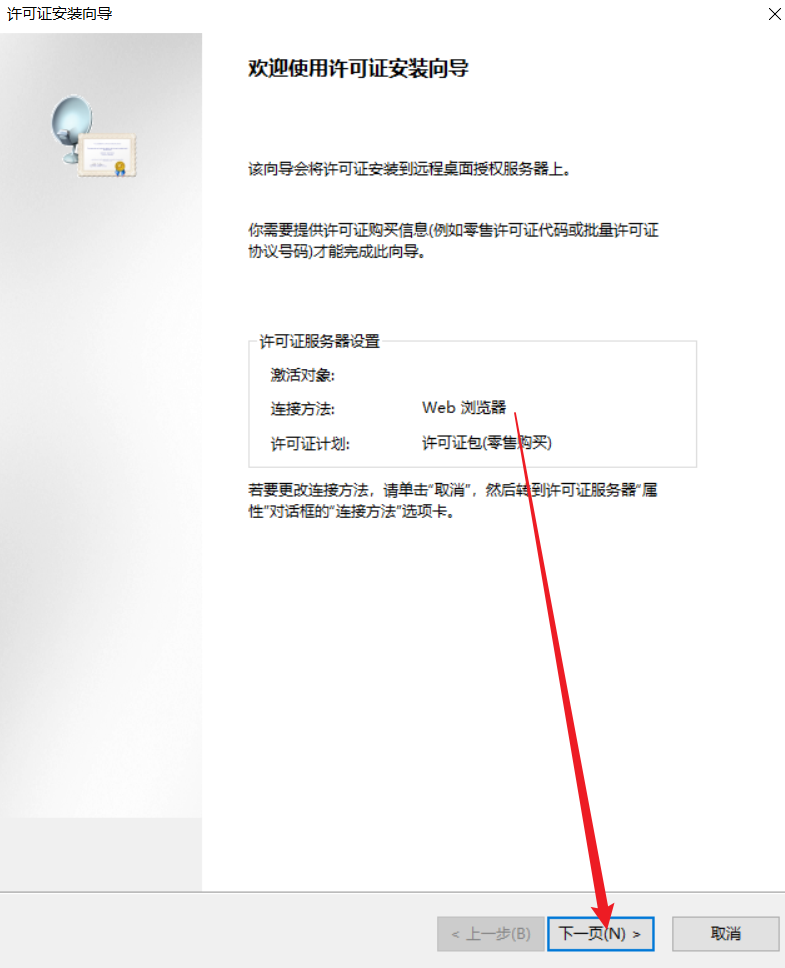 许可证安装向导
欢迎使用许可证安装向导
该向导会将许可证安装到远程桌面授权服务器上。
你需要提供许可证购买信息(例如零售许可证代码或批量许可证
协议号码)才能完成此向导。
许可证服务器设置
激活对象:
连接方法: Web 浏览器
许可证计划: 许可证包(零售购买)
若要更改连接方法，请单击“取消”，然后转到许可证服务器“属
性”对话框的“连接方法”选项卡。
< 上一步(B) 下一页(N) > 取消